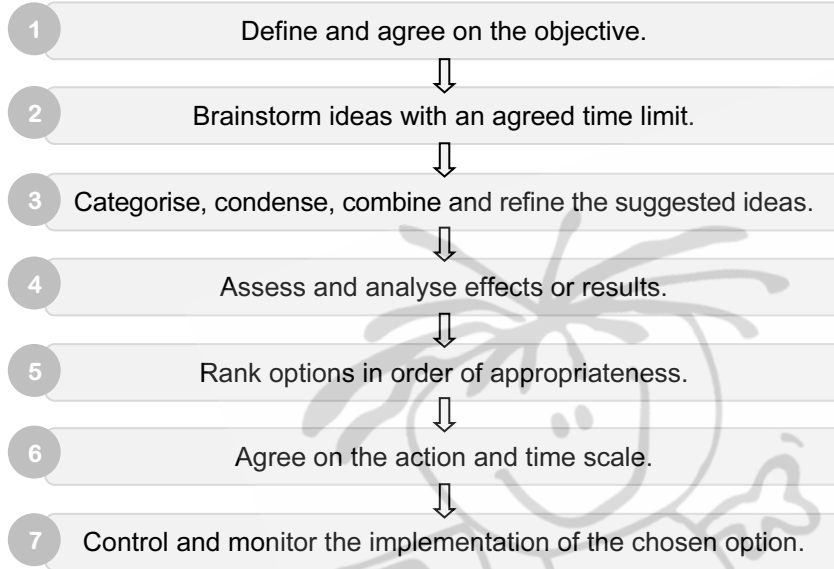 1 Define and agree on the objective.
2 Brainstorm ideas with an agreed time limit.
3 Categorise, condense, combine and refine the suggested ideas.
4 Assess and analyse effects or results.
5 Rank options in order of appropriateness.
6 Agree on the action and time scale.
7 Control and monitor the implementation of the chosen option.